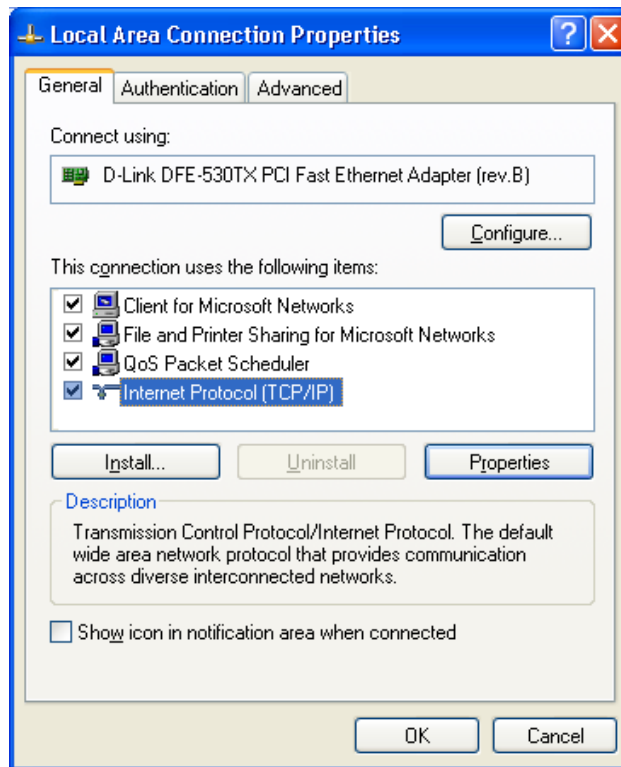 Local Area Connection Properties
General Authentication Advanced
Connect using:
D-Link DFE-530TX PCI Fast Ethernet Adapter (rev.B)
Configure...
This connection uses the following items:
Client for Microsoft Networks
File and Printer Sharing for Microsoft Networks
QoS Packet Scheduler
Internet Protocol (TCP/IP)
Install... Uninstall Properties
Description
Transmission Control Protocol/Internet Protocol. The default
wide area network protocol that provides communication
across diverse interconnected networks.
Show icon in notification area when connected
OK Cancel